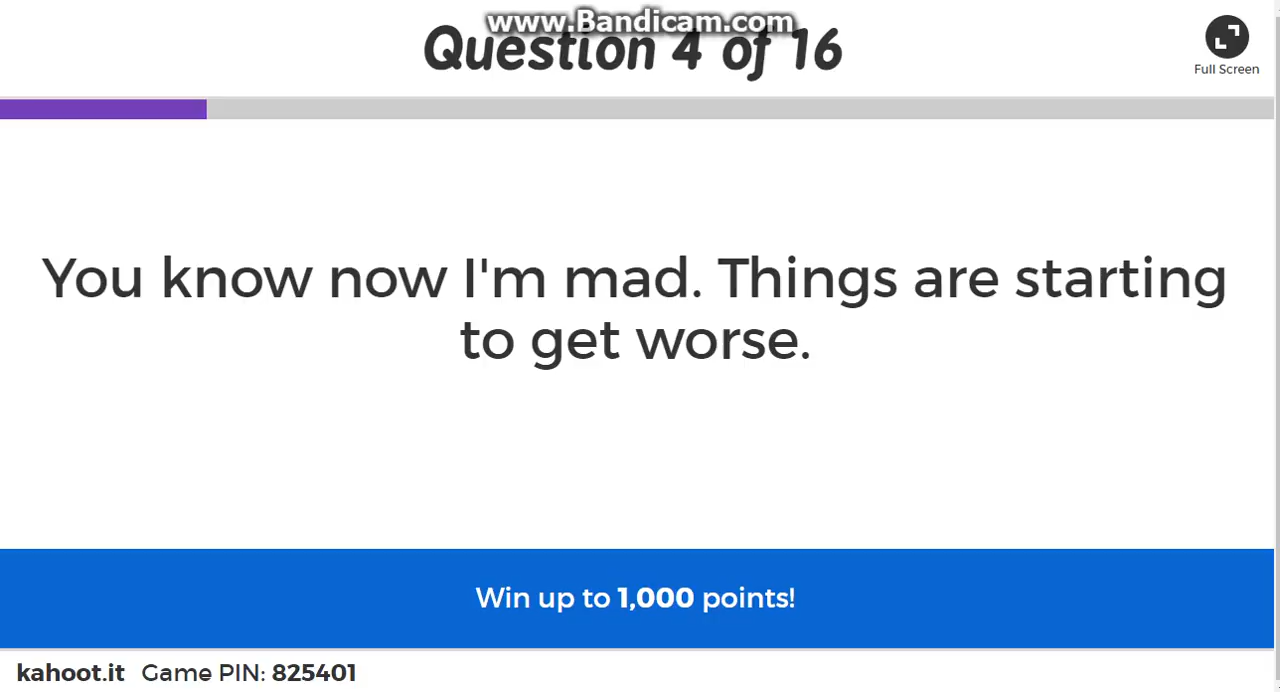 www.Bandicam.com
Question 4 of 16
Full Screen
You know now I'm mad. Things are starting
to get worse.
Win up to 1,000 points!
kahoot.it Game PIN: 825401